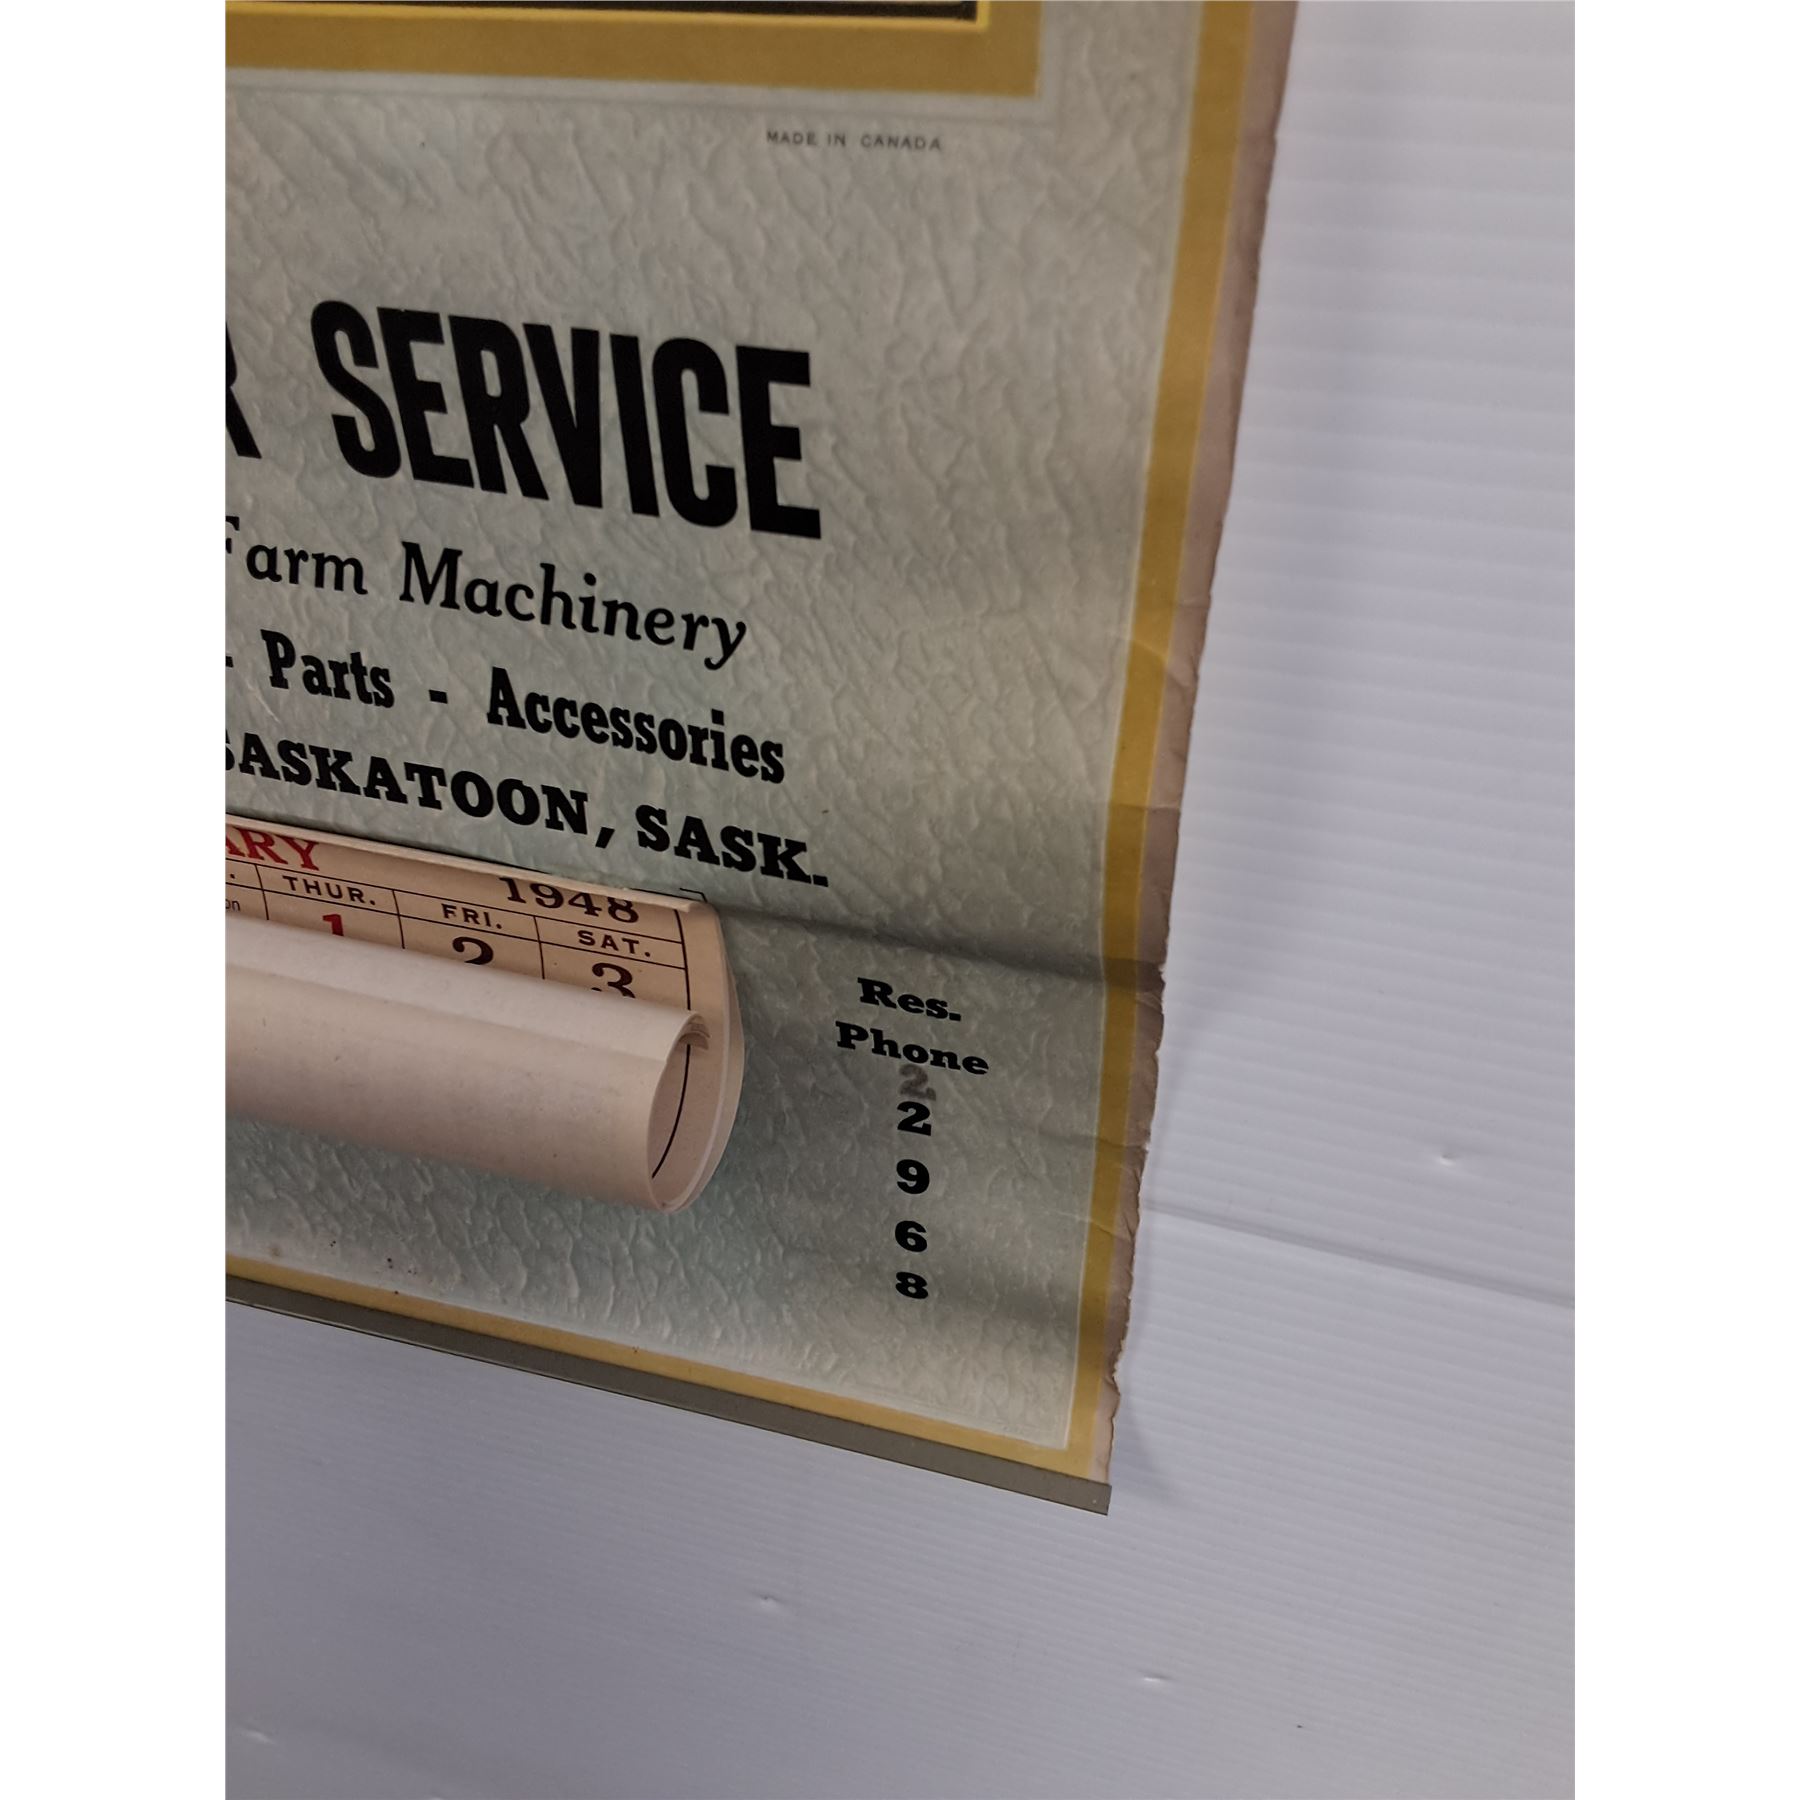 MADE IN CANADA
R SERVICE
Farm Machinery
- Parts - Accessories
SASKATOON, SASK.
ARY 1948
THUR. FRI. SAT.
on 1 2 3
Res.
Phone
2
2
9
6
8